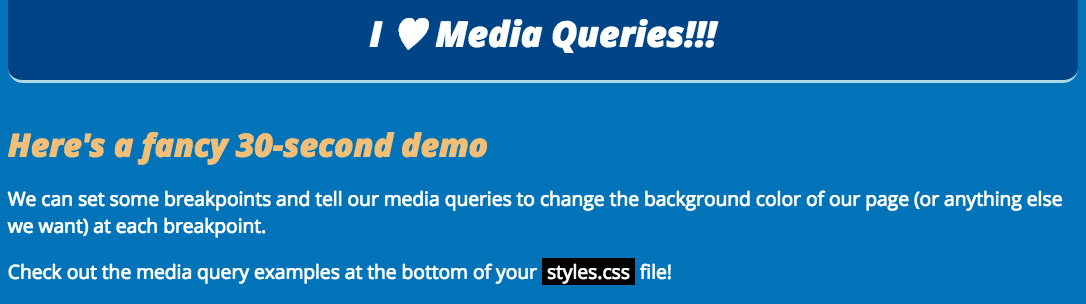 I ♥ Media Queries!!!
Here's a fancy 30-second demo
We can set some breakpoints and tell our media queries to change the background color of our page (or anything else
we want) at each breakpoint.
Check out the media query examples at the bottom of your styles.css file!